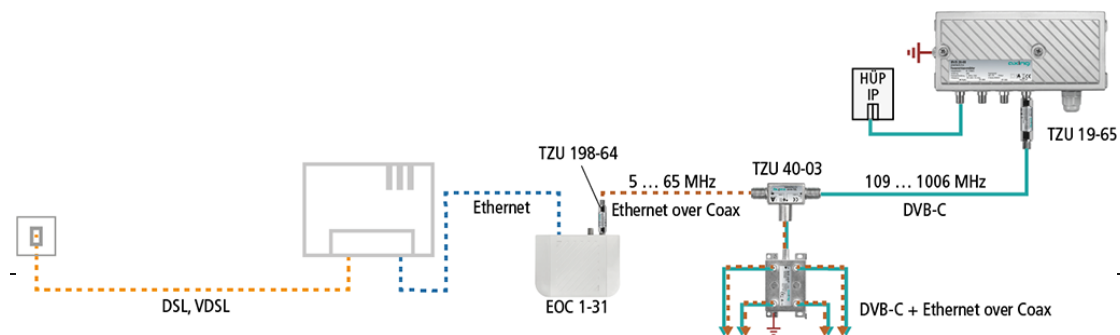 HÜP
IP
axing
TZU 19-65
TZU 198-64
TZU 40-03
5 ... 65 MHz
109 ... 1006 MHz
Ethernet
Ethernet over Coax
DVB-C
DSL, VDSL
EOC 1-31
DVB-C + Ethernet over Coax